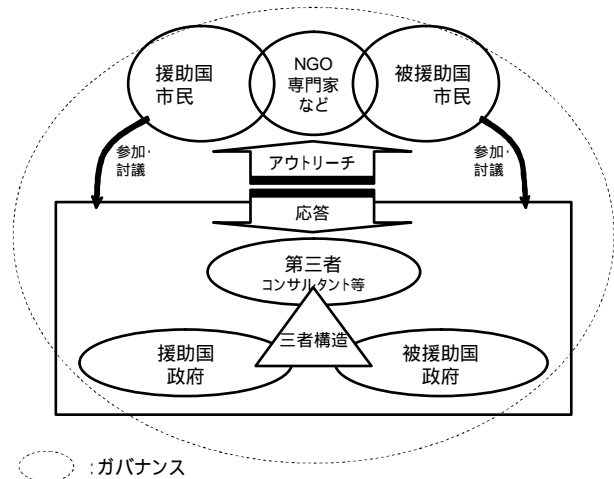 援助国
市民
NGO
専門家
など
被援助国
市民
参加・
討議
アウトリーチ
参加・
討議
応答
第三者
コンサルタント等
三者構造
援助国
政府
被援助国
政府
：ガバナンス